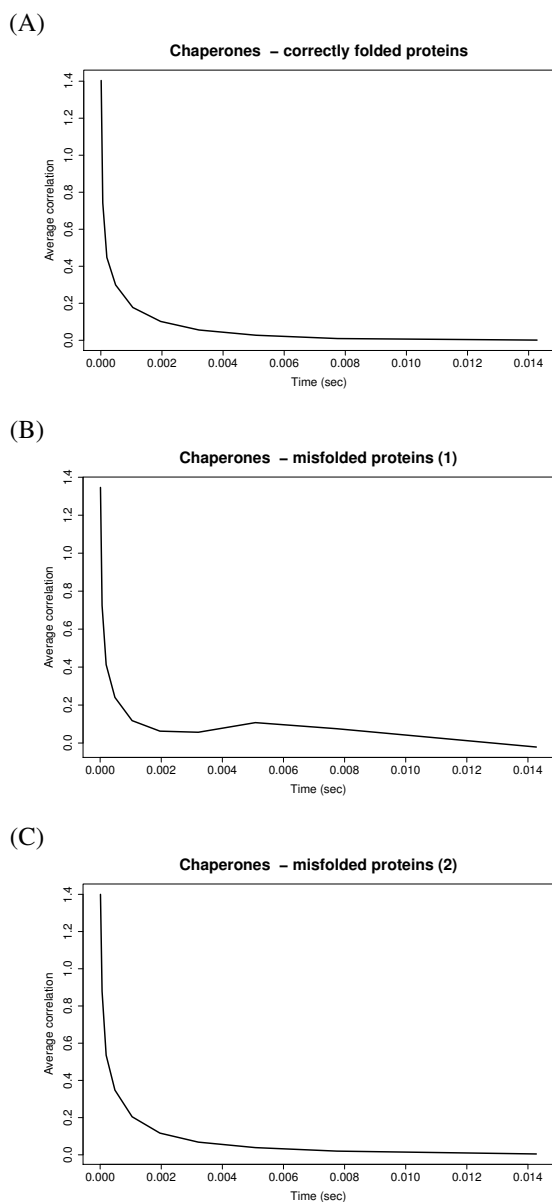 (A)
Chaperones – correctly folded proteins
Average correlation
1.4
1.2
1.0
0.8
0.6
0.4
0.2
0.0
0.000 0.002 0.004 0.006 0.008 0.010 0.012 0.014
Time (sec)
(B)
Chaperones – misfolded proteins (1)
Average correlation
1.4
1.2
1.0
0.8
0.6
0.4
0.2
0.0
0.000 0.002 0.004 0.006 0.008 0.010 0.012 0.014
Time (sec)
(C)
Chaperones – misfolded proteins (2)
Average correlation
1.4
1.2
1.0
0.8
0.6
0.4
0.2
0.0
0.000 0.002 0.004 0.006 0.008 0.010 0.012 0.014
Time (sec)